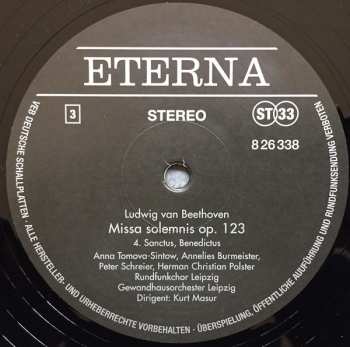 ETERNA
3
STEREO
ST 33
8 26 338
Ludwig van Beethoven
Missa solemnis op. 123
4. Sanctus, Benedictus
Anna Tomova-Sintow, Annelies Burmeister,
Peter Schreier, Herman Christian Polster
Rundfunkchor Leipzig
Gewandhausorchester Leipzig
Dirigent: Kurt Masur
VEB DEUTSCHE SCHALLPLATTEN · ALLE HERSTELLER- UND URHEBERRECHTE VORBEHALTEN · ÜBERSPIELUNG, ÖFFENTLICHE AUFFÜHRUNG UND RUNDFUNKSENDUNG VERBOTEN